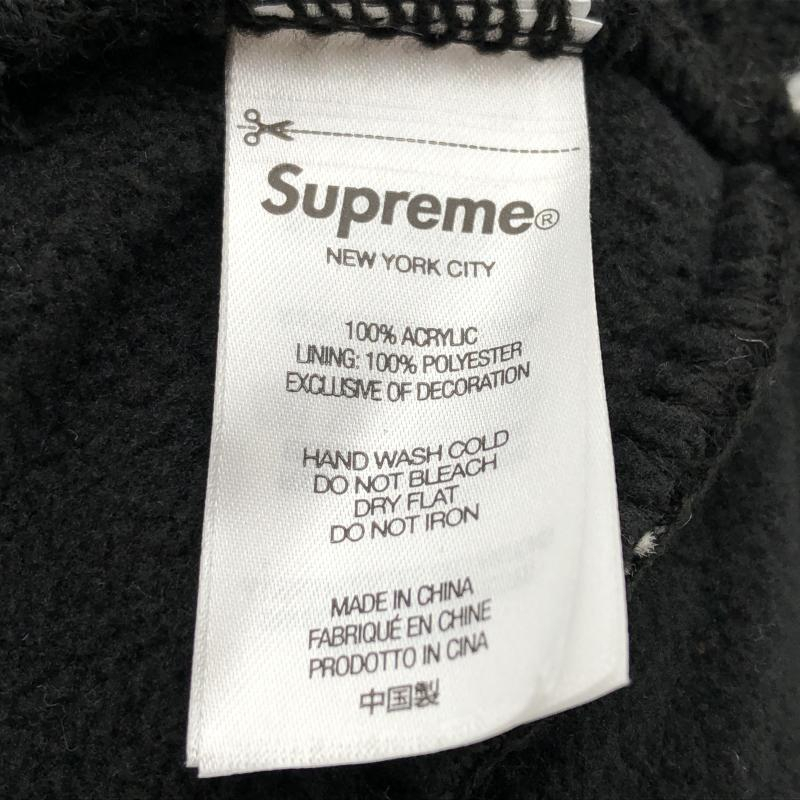 Supreme®
NEW YORK CITY
100% ACRYLIC
LINING: 100% POLYESTER
EXCLUSIVE OF DECORATION
HAND WASH COLD
DO NOT BLEACH
DRY FLAT
DO NOT IRON
MADE IN CHINA
FABRIQUÉ EN CHINE
PRODOTTO IN CINA
中国製